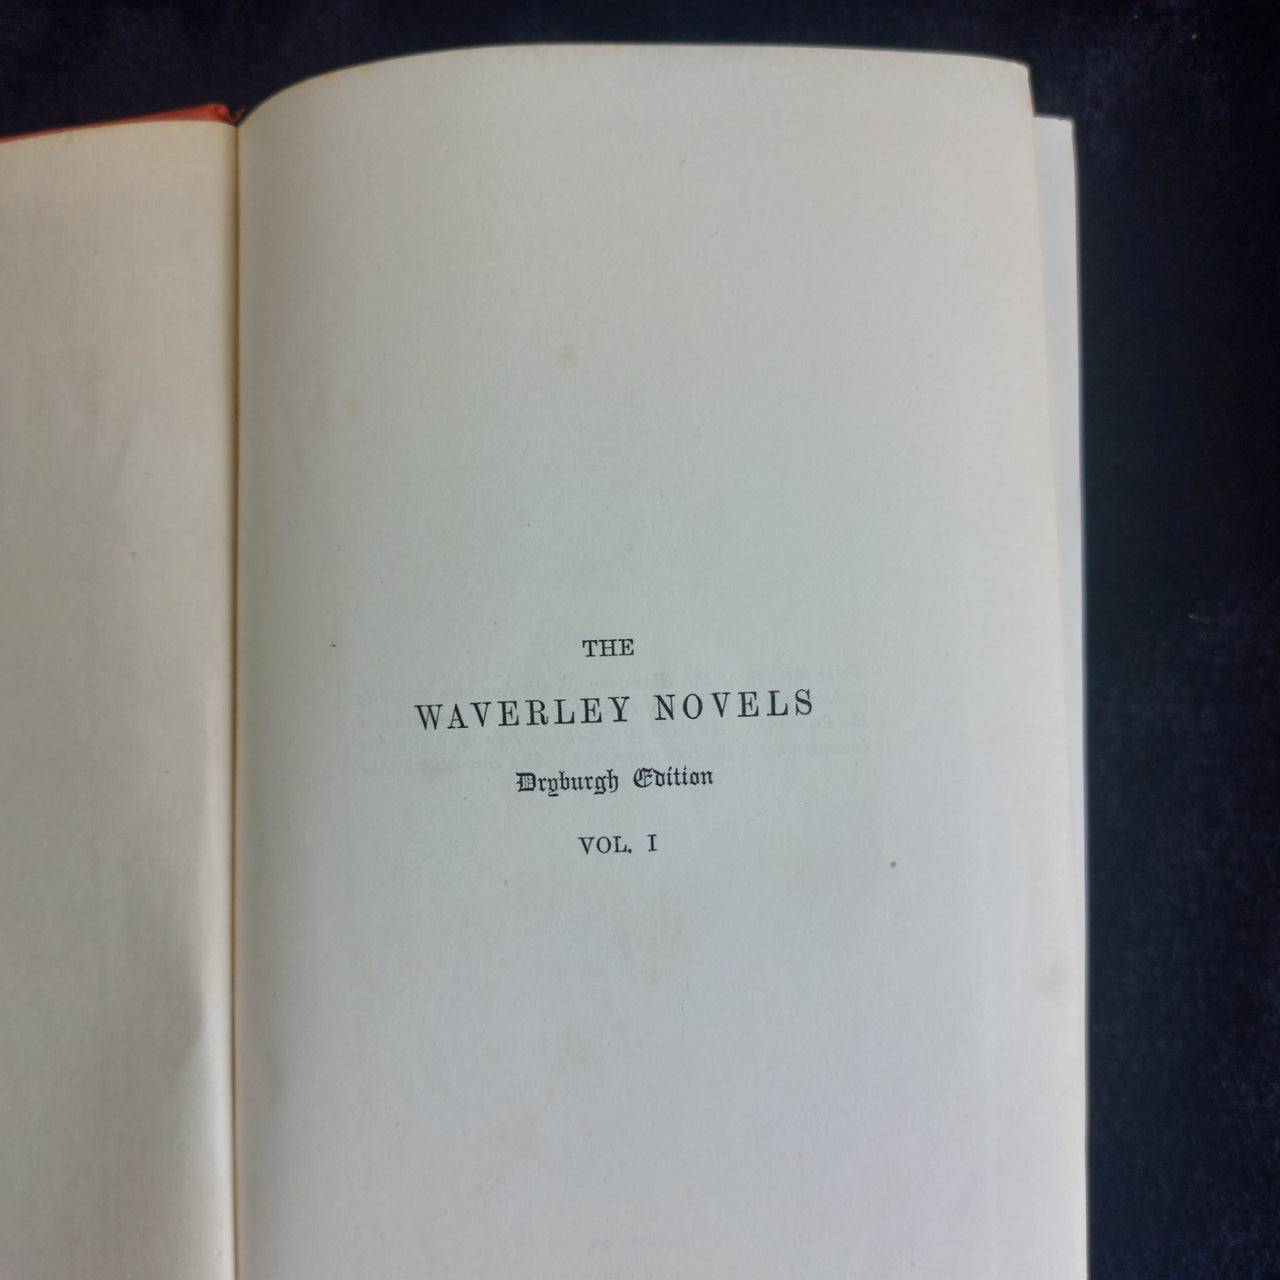 THE
WAVERLEY NOVELS
Dryburgh Edition
VOL. I